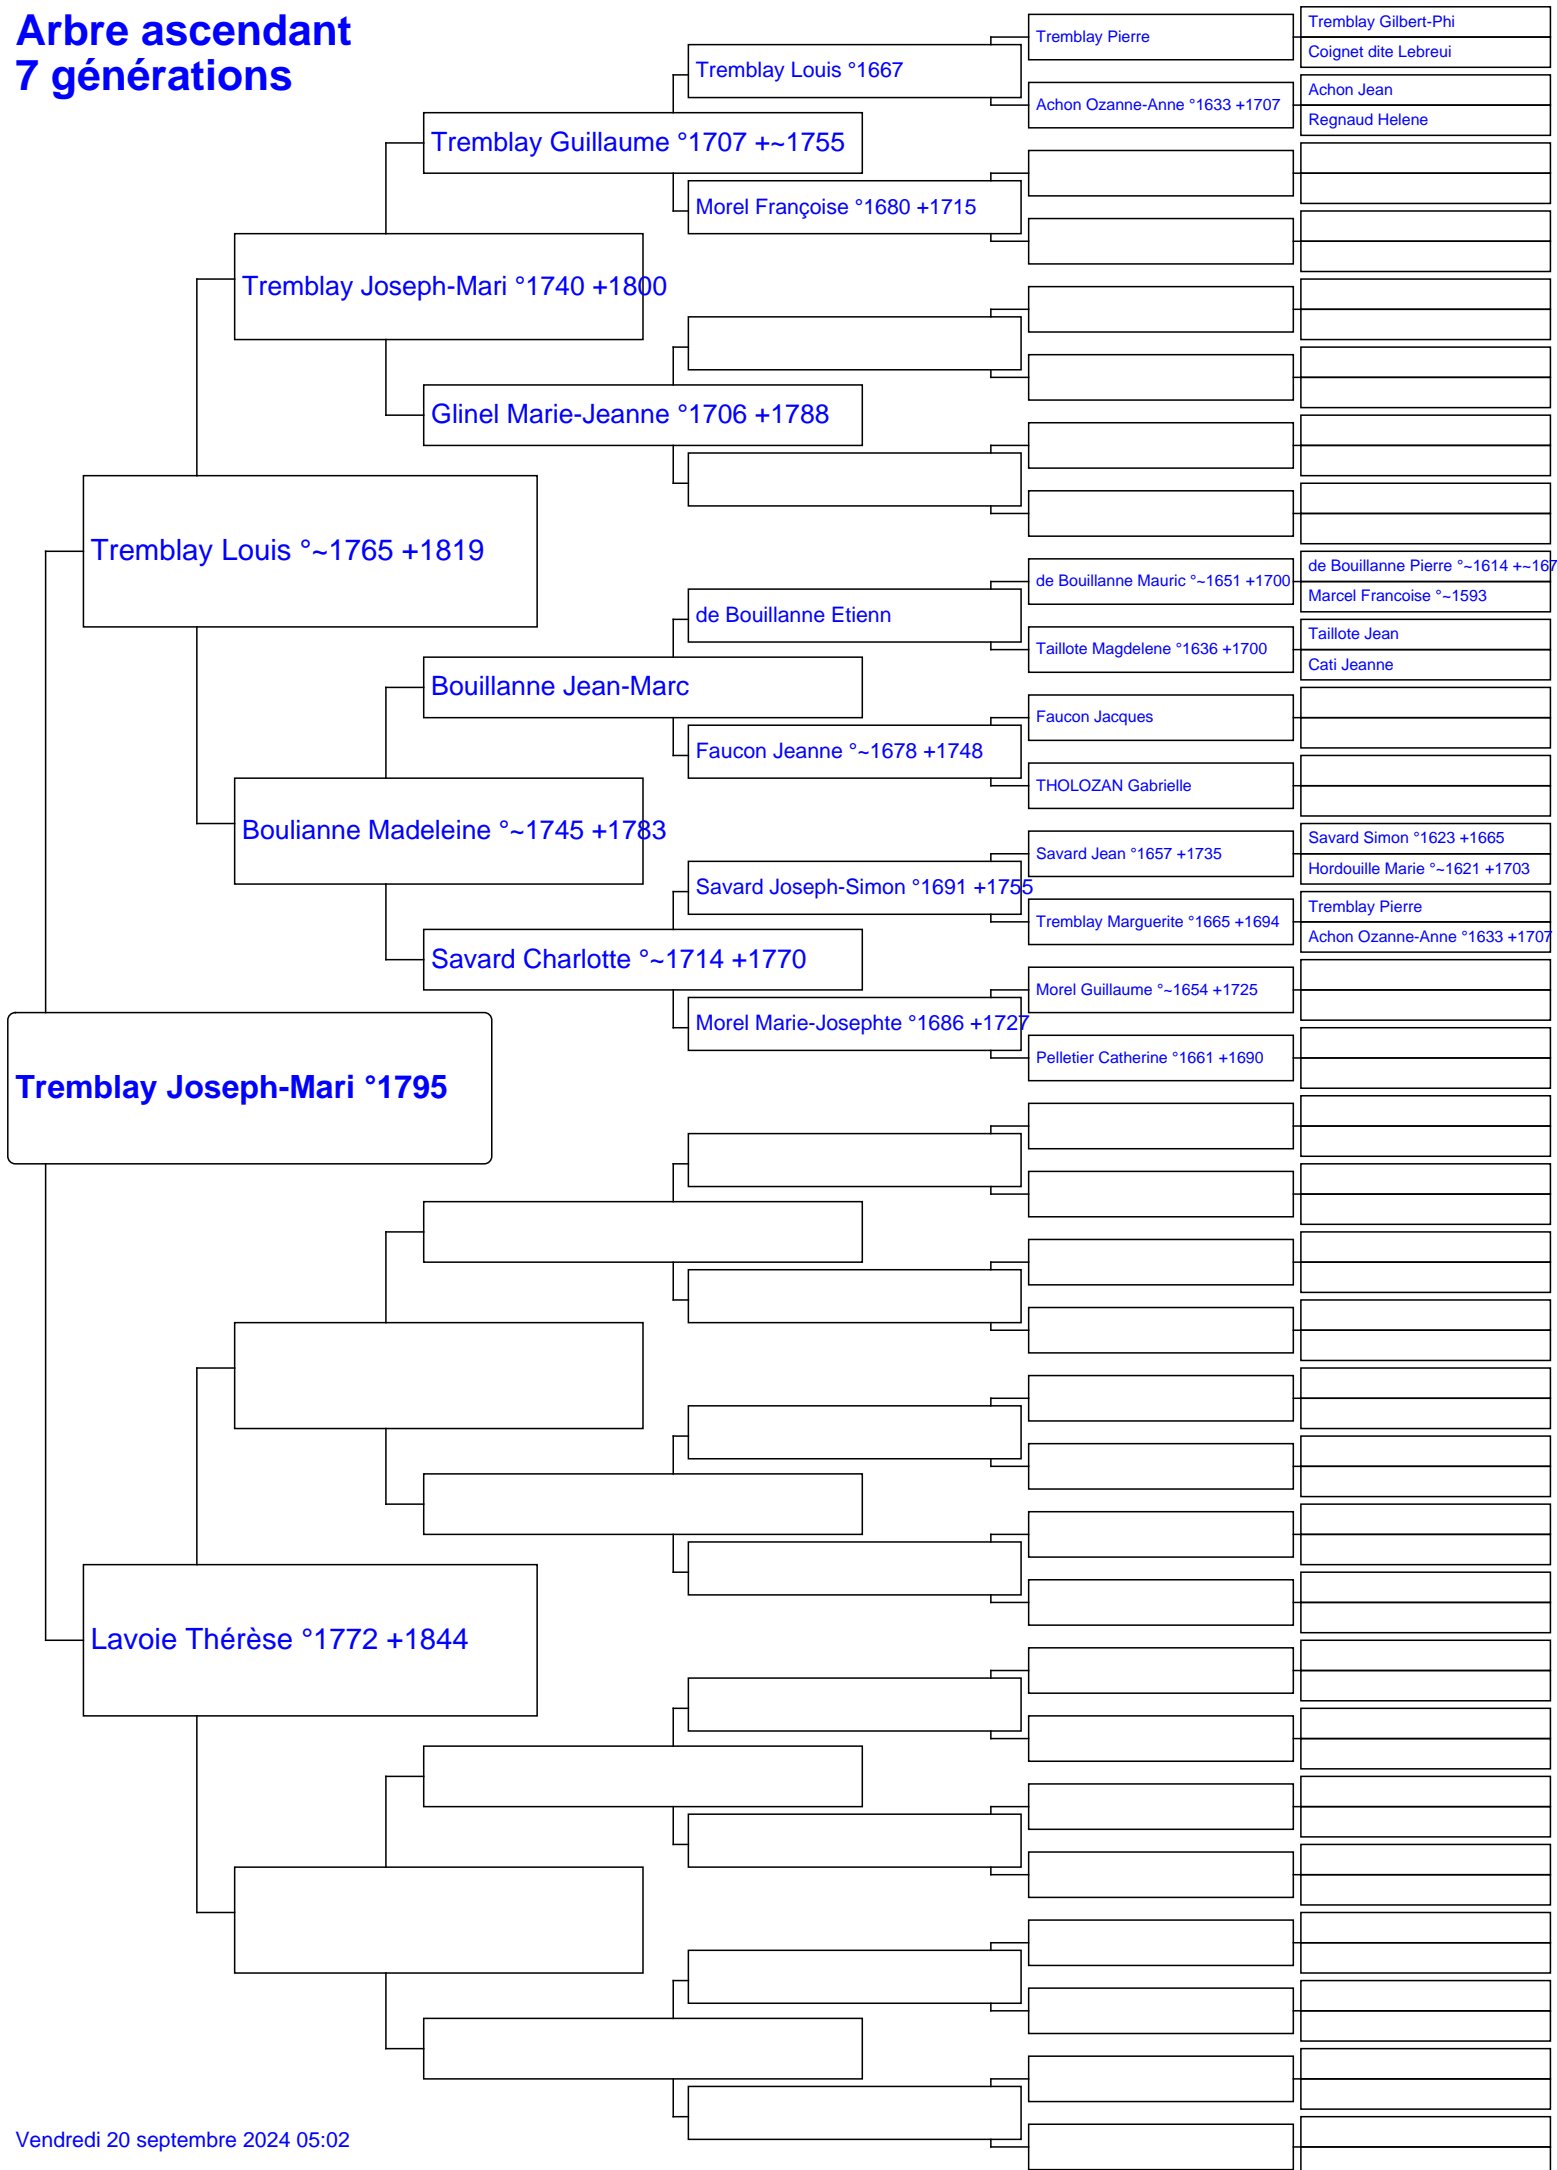 Arbre ascendant
7 générations
Tremblay Joseph-Mari °1795
Tremblay Louis °~1765 +1819
Lavoie Thérèse °1772 +1844
Tremblay Joseph-Mari °1740 +1800
Boulianne Madeleine °~1745 +1783
Tremblay Guillaume °1707 +~1755
Glinel Marie-Jeanne °1706 +1788
Bouillanne Jean-Marc
Savard Charlotte °~1714 +1770
Tremblay Louis °1667
Morel Françoise °1680 +1715
de Bouillanne Etienn
Faucon Jeanne °~1678 +1748
Savard Joseph-Simon °1691 +1755
Morel Marie-Josephte °1686 +1727
Tremblay Pierre
Achon Ozanne-Anne °1633 +1707
de Bouillanne Mauric °~1651 +1700
Taillote Magdelene °1636 +1700
Faucon Jacques
THOLOZAN Gabrielle
Savard Jean °1657 +1735
Tremblay Marguerite °1665 +1694
Morel Guillaume °~1654 +1725
Pelletier Catherine °1661 +1690
Tremblay Gilbert-Phi
Coignet dite Lebreui
Achon Jean
Regnaud Helene
de Bouillanne Pierre °~1614 +~167
Marcel Francoise °~1593
Taillote Jean
Cati Jeanne
Savard Simon °1623 +1665
Hordouille Marie °~1621 +1703
Tremblay Pierre
Achon Ozanne-Anne °1633 +1707
Vendredi 20 septembre 2024 05:02